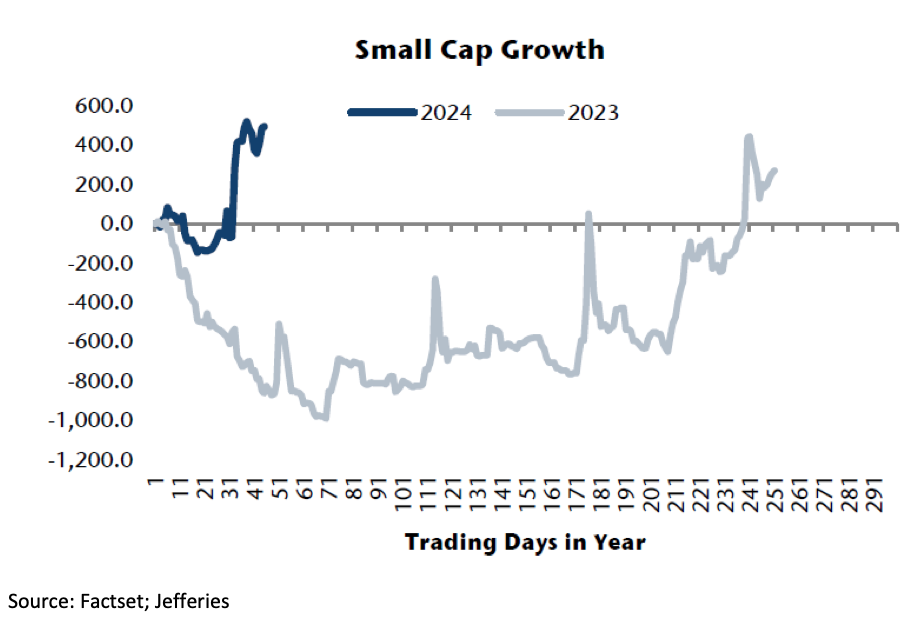 Small Cap Growth
2024 2023
600.0
400.0
200.0
0.0
-200.0
-400.0
-600.0
-800.0
-1,000.0
-1,200.0
1 11 21 31 41 51 61 71 81 91 101 111 121 131 141 151 161 171 181 191 201 211 221 231 241 251 261 271 281 291
Trading Days in Year
Source: Factset; Jefferies